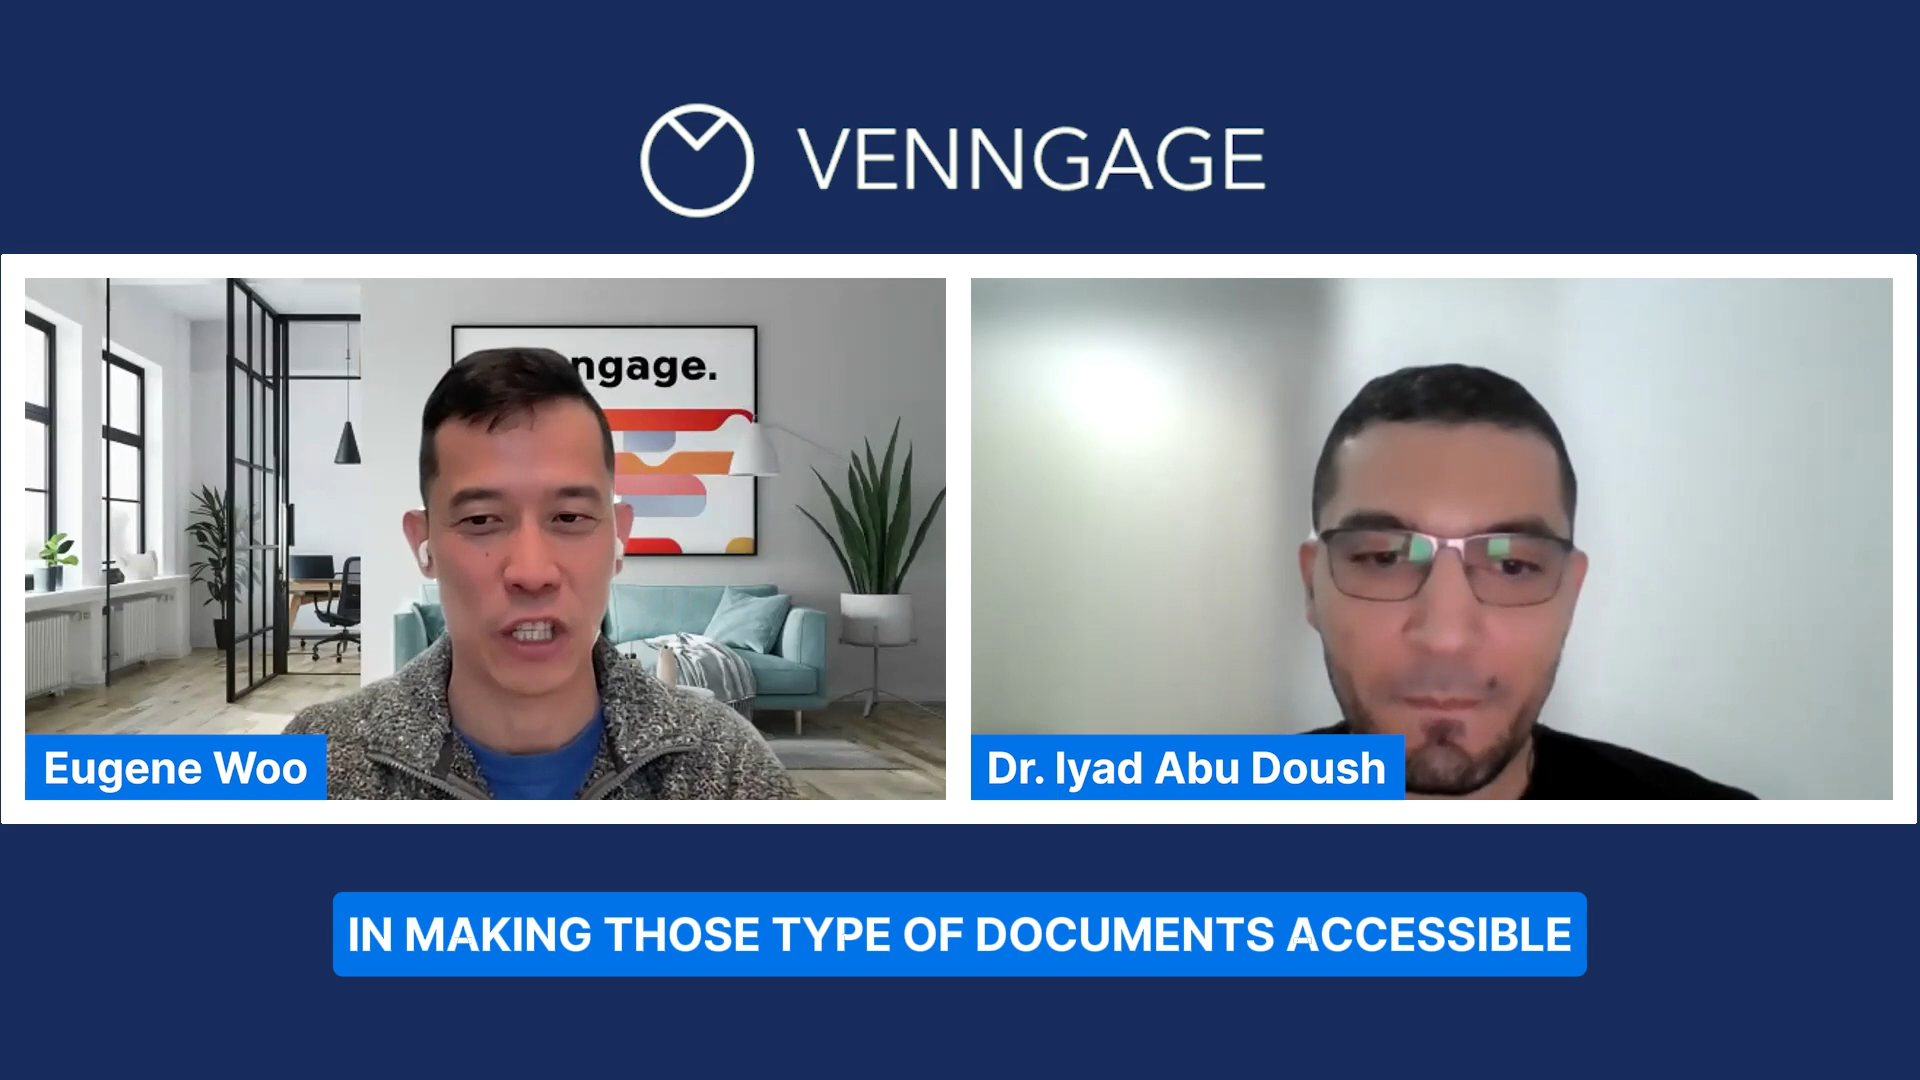 VENNGAGE
ngage.
Eugene Woo
Dr. Iyad Abu Doush
IN MAKING THOSE TYPE OF DOCUMENTS ACCESSIBLE